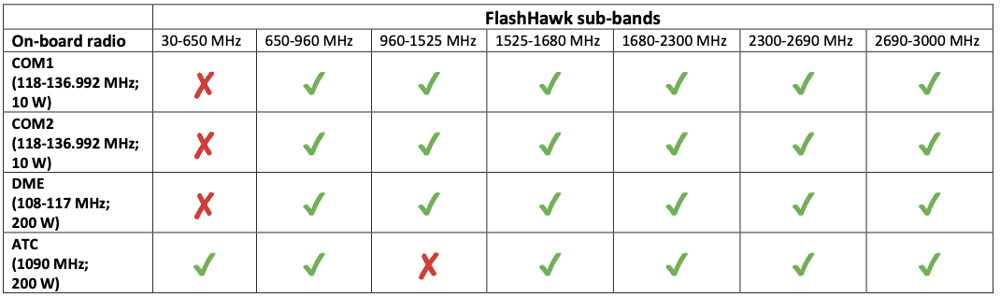 FlashHawk sub-bands
On-board radio 30-650 MHz 650-960 MHz 960-1525 MHz 1525-1680 MHz 1680-2300 MHz 2300-2690 MHz 2690-3000 MHz
COM1
(118-136.992 MHz;
10 W)
✗ ✓ ✓ ✓ ✓ ✓ ✓
COM2
(118-136.992 MHz;
10 W)
✗ ✓ ✓ ✓ ✓ ✓ ✓
DME
(108-117 MHz;
200 W)
✗ ✓ ✓ ✓ ✓ ✓ ✓
ATC
(1090 MHz;
200 W)
✓ ✓ ✗ ✓ ✓ ✓ ✓